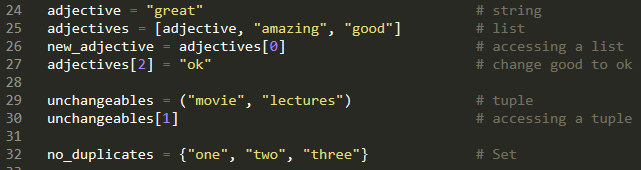 24 adjective = "great" # string
25 adjectives = [adjective, "amazing", "good"] # list
26 new_adjective = adjectives[0] # accessing a list
27 adjectives[2] = "ok" # change good to ok
28
29 unchangeables = ("movie", "lectures") # tuple
30 unchangeables[1] # accessing a tuple
31
32 no_duplicates = {"one", "two", "three"} # Set